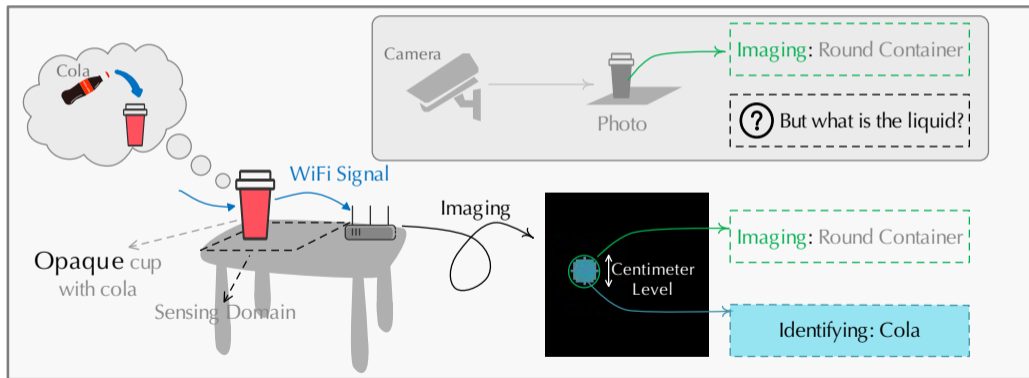 Cola
Camera
Photo
Imaging: Round Container
? But what is the liquid?
WiFi Signal
Opaque cup
with cola
Sensing Domain
Imaging
Centimeter
Level
Imaging: Round Container
Identifying: Cola